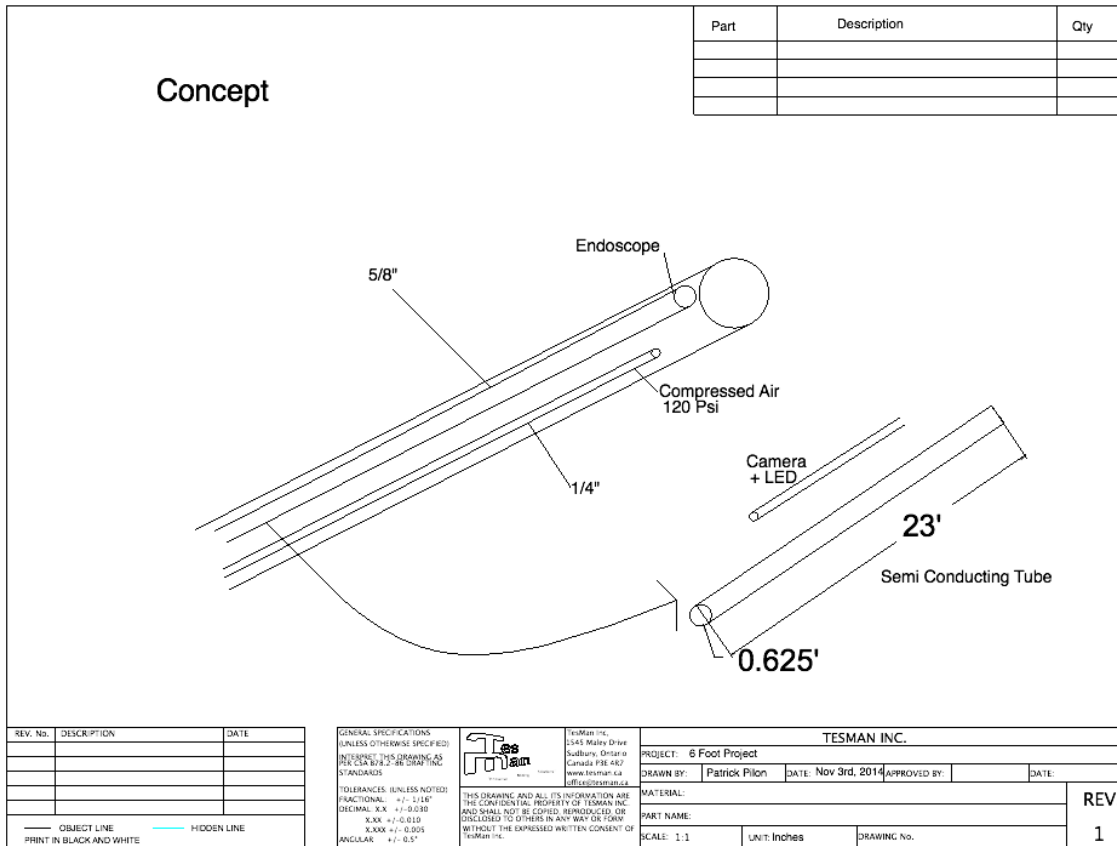 Part Description Qty
Concept
Endoscope
5/8"
Compressed Air
120 Psi
1/4"
Camera
+ LED
23'
Semi Conducting Tube
0.625'
REV. No. DESCRIPTION DATE
OBJECT LINE HIDDEN LINE
PRINT IN BLACK AND WHITE
GENERAL SPECIFICATIONS
(UNLESS OTHERWISE SPECIFIED)
INTERPRET THIS DRAWING AS
PER CSA B78.2-86 DRAFTING
STANDARDS
TOLERANCES: (UNLESS NOTED)
FRACTIONAL: +/- 1/16"
DECIMAL: X.X +/-0.030
X.XX +/-0.010
X.XXX +/- 0.005
ANGULAR +/- 0.5°
Tes
Man
TesMan Inc.
1545 Maley Drive
Sudbury, Ontario
Canada P3E 4R7
www.tesman.ca
office@tesman.ca
THIS DRAWING AND ALL ITS INFORMATION ARE
THE CONFIDENTIAL PROPERTY OF TESMAN INC.
AND SHALL NOT BE COPIED, REPRODUCED, OR
DISCLOSED TO OTHERS IN ANY WAY OR FORM
WITHOUT THE EXPRESSED WRITTEN CONSENT OF
TesMan Inc.
TESMAN INC.
PROJECT: 6 Foot Project
DRAWN BY: Patrick Pilon DATE: Nov 3rd, 2014 APPROVED BY: DATE:
MATERIAL:
PART NAME:
SCALE: 1:1 UNIT: Inches DRAWING No.
REV
1